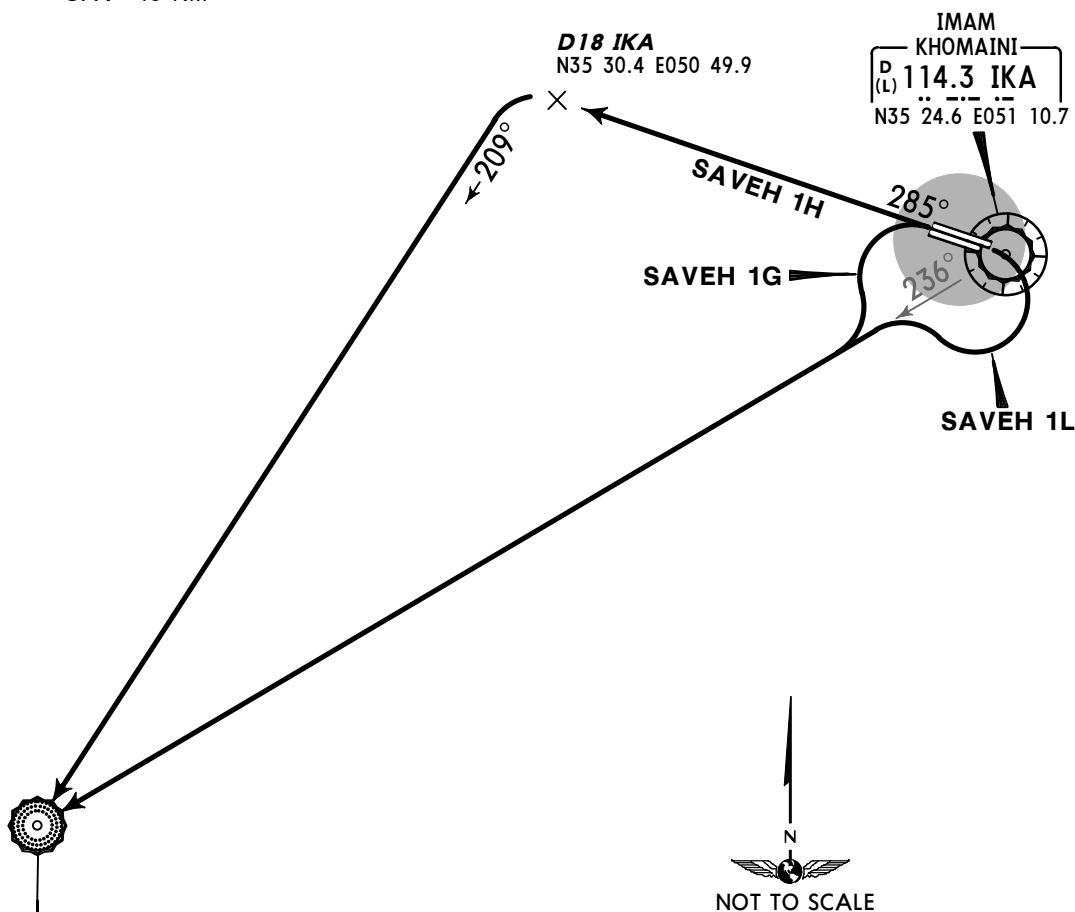 D18 IKA
N35 30.4 E050 49.9
IMAM
KHOMAINI
D
(L) 114.3 IKA
N35 24.6 E051 10.7
209°
SAVEH 1H
285°
SAVEH 1G
236°
SAVEH 1L
N
NOT TO SCALE